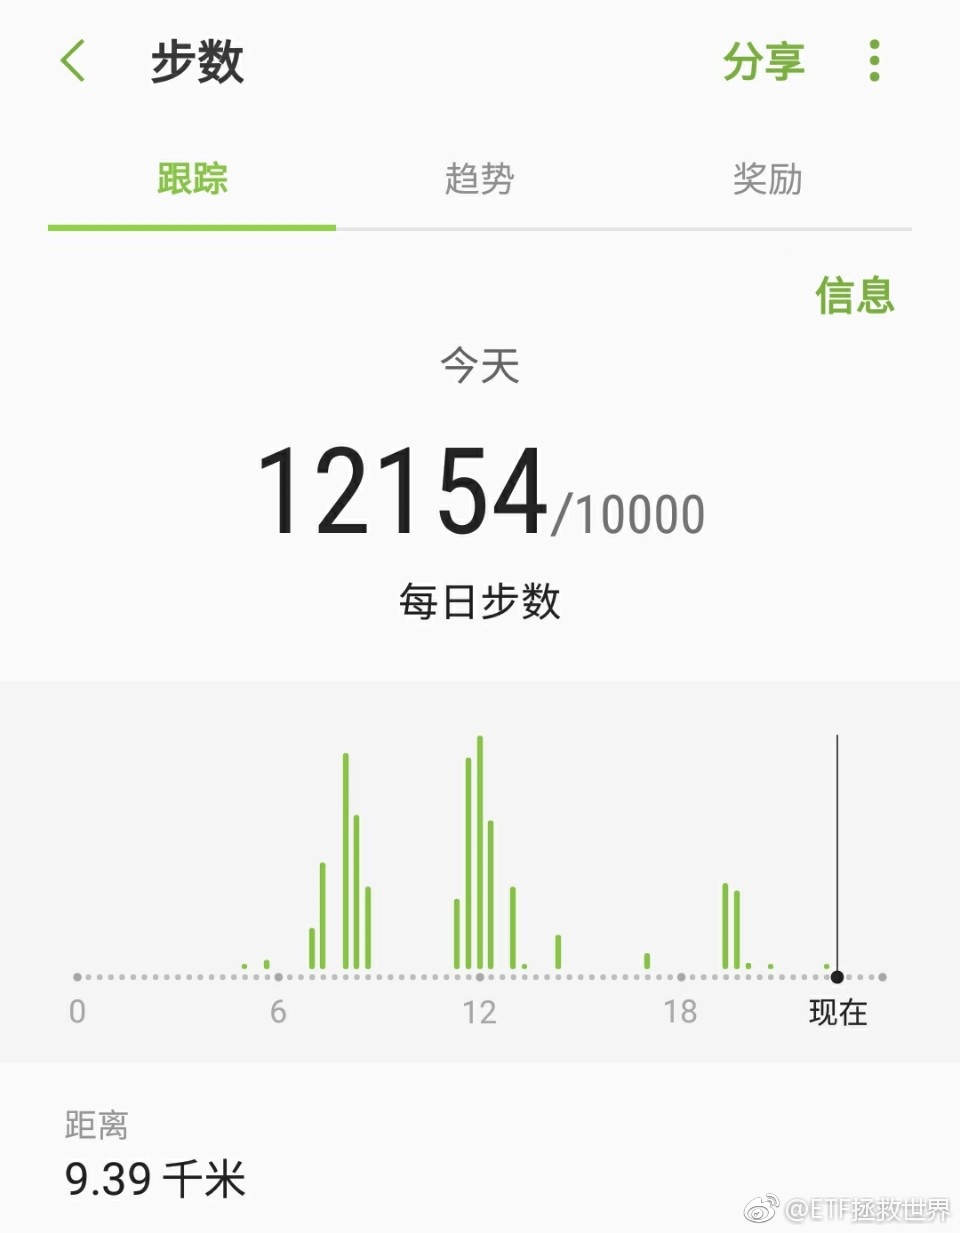 步数 分享
跟踪 趋势 奖励
信息
今天
12154/10000
每日步数
0 6 12 18 现在
距离
9.39 千米
@ETF拯救世界